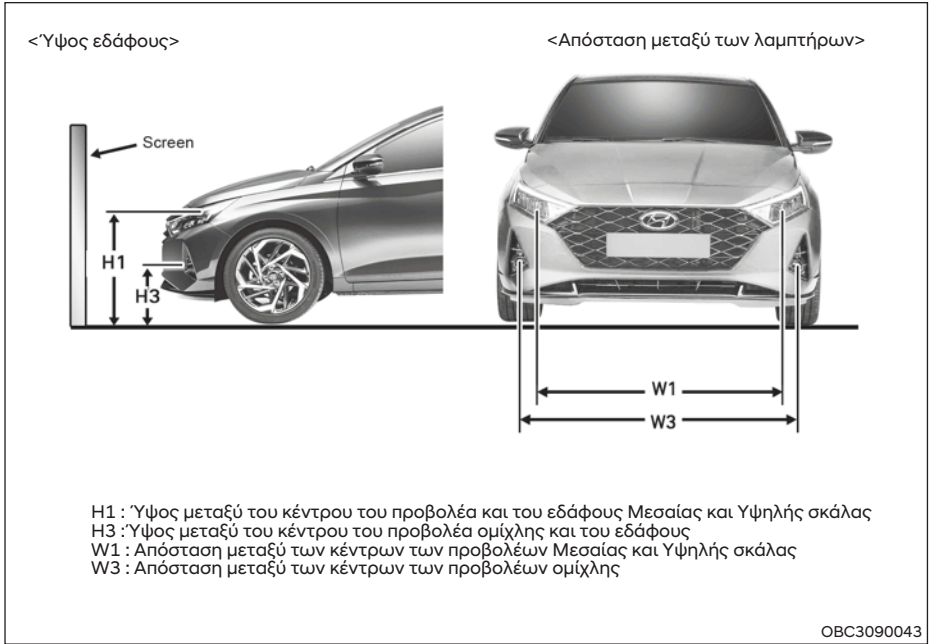 <Ύψος εδάφους>
<Απόσταση μεταξύ των λαμπτήρων>
Screen
H1
H3
W1
W3
H1 : Ύψος μεταξύ του κέντρου του προβολέα και του εδάφους Μεσαίας και Υψηλής σκάλας
H3 :Ύψος μεταξύ του κέντρου του προβολέα ομίχλης και του εδάφους
W1 : Απόσταση μεταξύ των κέντρων των προβολέων Μεσαίας και Υψηλής σκάλας
W3 : Απόσταση μεταξύ των κέντρων των προβολέων ομίχλης
OBC3090043